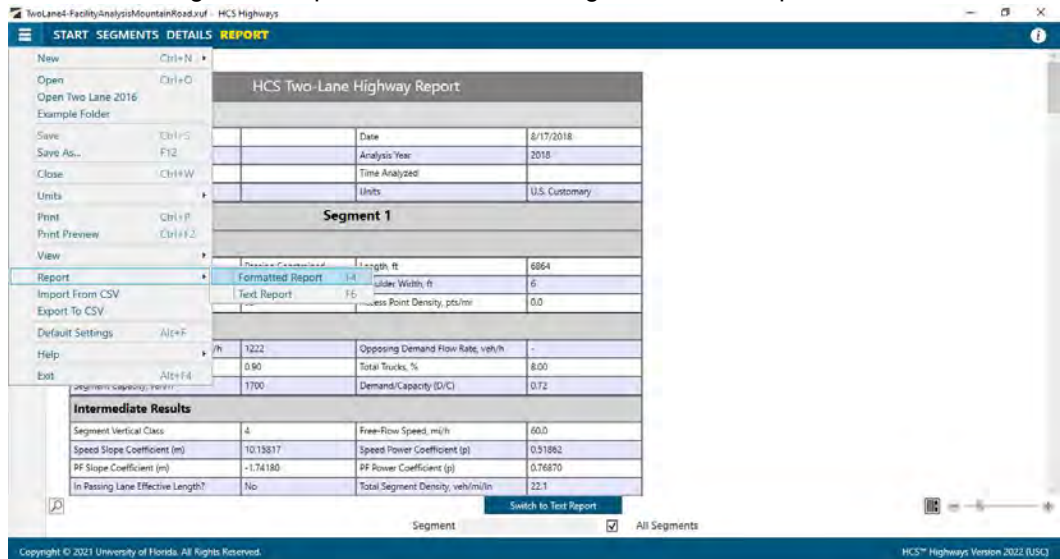 TwoLane4-FacilityAnalysisMountainRoad.xuf - HCS Highways
START SEGMENTS DETAILS REPORT
New Ctrl+N
Open Ctrl+O
Open Two Lane 2016
Example Folder
Save Ctrl+S
Save As... F12
Close Ctrl+W
Units
Print Ctrl+P
Print Preview Ctrl+F2
View
Report
Import From CSV
Export To CSV
Default Settings Alt+F
Help
Exit Alt+F4
Formatted Report F4
Text Report F6
HCS Two-Lane Highway Report
Date 8/17/2018
Analysis Year 2018
Time Analyzed
Units U.S. Customary
Segment 1
Length, ft 6864
Width, ft 6
Point Density, pts/mi 0.0
/h 1222 Opposing Demand Flow Rate, veh/h -
0.90 Total Trucks, % 8.00
Segment Capacity, veh/h 1700 Demand/Capacity (D/C) 0.72
Intermediate Results
Segment Vertical Class 4 Free-Flow Speed, mi/h 60.0
Speed Slope Coefficient (m) 10.15817 Speed Power Coefficient (p) 0.51862
PF Slope Coefficient (m) -1.74180 PF Power Coefficient (p) 0.76870
In Passing Lane Effective Length? No Total Segment Density, veh/mi/ln 22.1
Switch to Text Report
Segment All Segments
Copyright © 2021 University of Florida. All Rights Reserved. HCS™ Highways Version 2022 (USC)